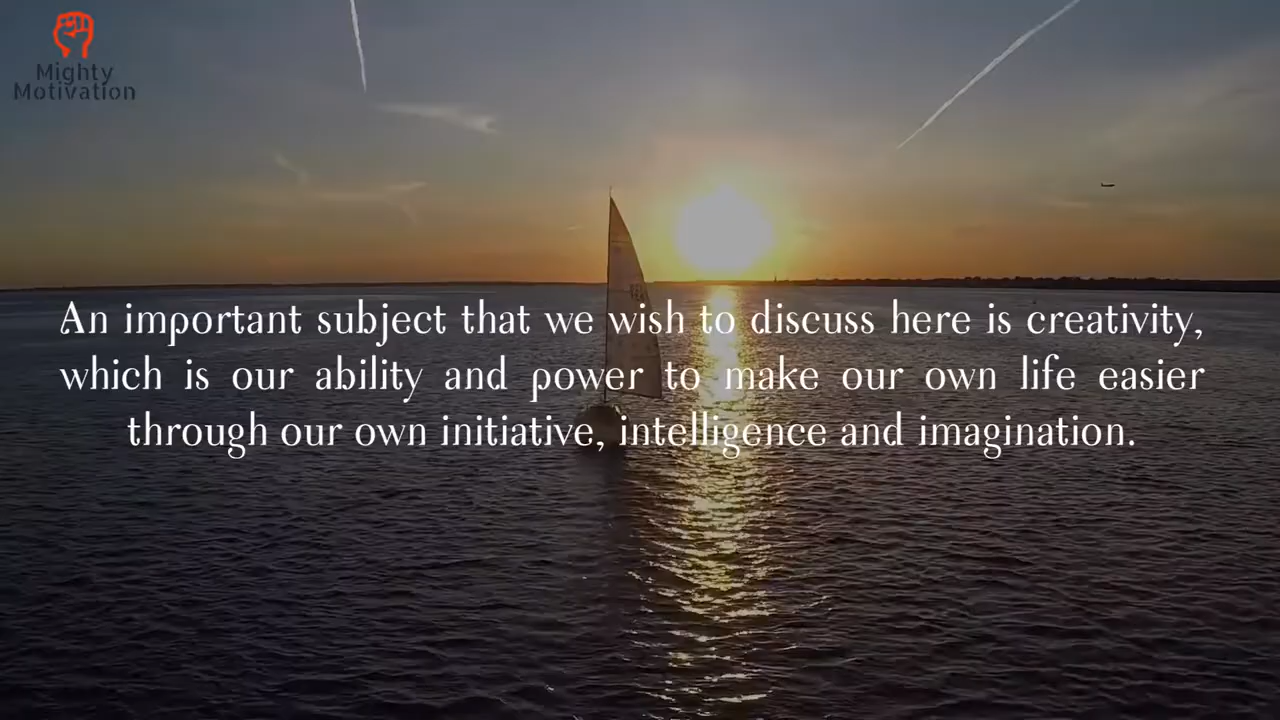 Mighty
Motivation
An important subject that we wish to discuss here is creativity,
which is our ability and power to make our own life easier
through our own initiative, intelligence and imagination.